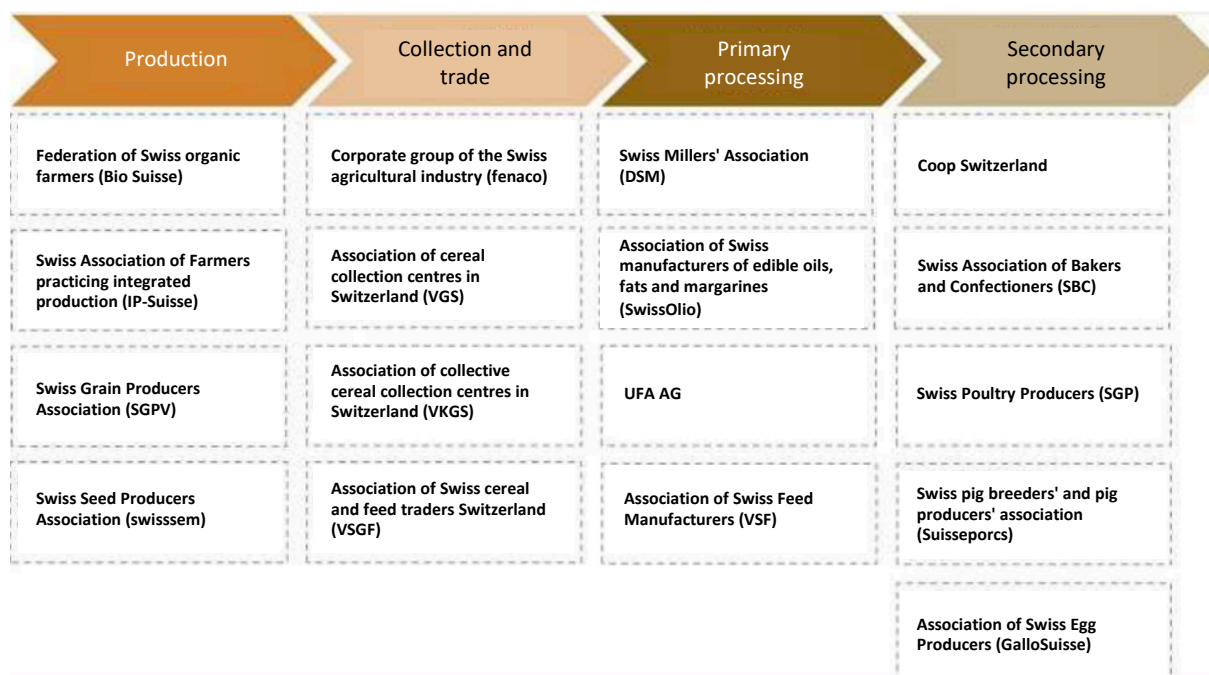 Production
Collection and
trade
Primary
processing
Secondary
processing
Federation of Swiss organic
farmers (Bio Suisse)
Corporate group of the Swiss
agricultural industry (fenaco)
Swiss Millers' Association
(DSM)
Coop Switzerland
Swiss Association of Farmers
practicing integrated
production (IP-Suisse)
Association of cereal
collection centres in
Switzerland (VGS)
Association of Swiss
manufacturers of edible oils,
fats and margarines
(SwissOlio)
Swiss Association of Bakers
and Confectioners (SBC)
Swiss Grain Producers
Association (SGPV)
Association of collective
cereal collection centres in
Switzerland (VKGS)
UFA AG
Swiss Poultry Producers (SGP)
Swiss Seed Producers
Association (swisssem)
Association of Swiss cereal
and feed traders Switzerland
(VSGF)
Association of Swiss Feed
Manufacturers (VSF)
Swiss pig breeders' and pig
producers' association
(Suisseporcs)
Association of Swiss Egg
Producers (GalloSuisse)